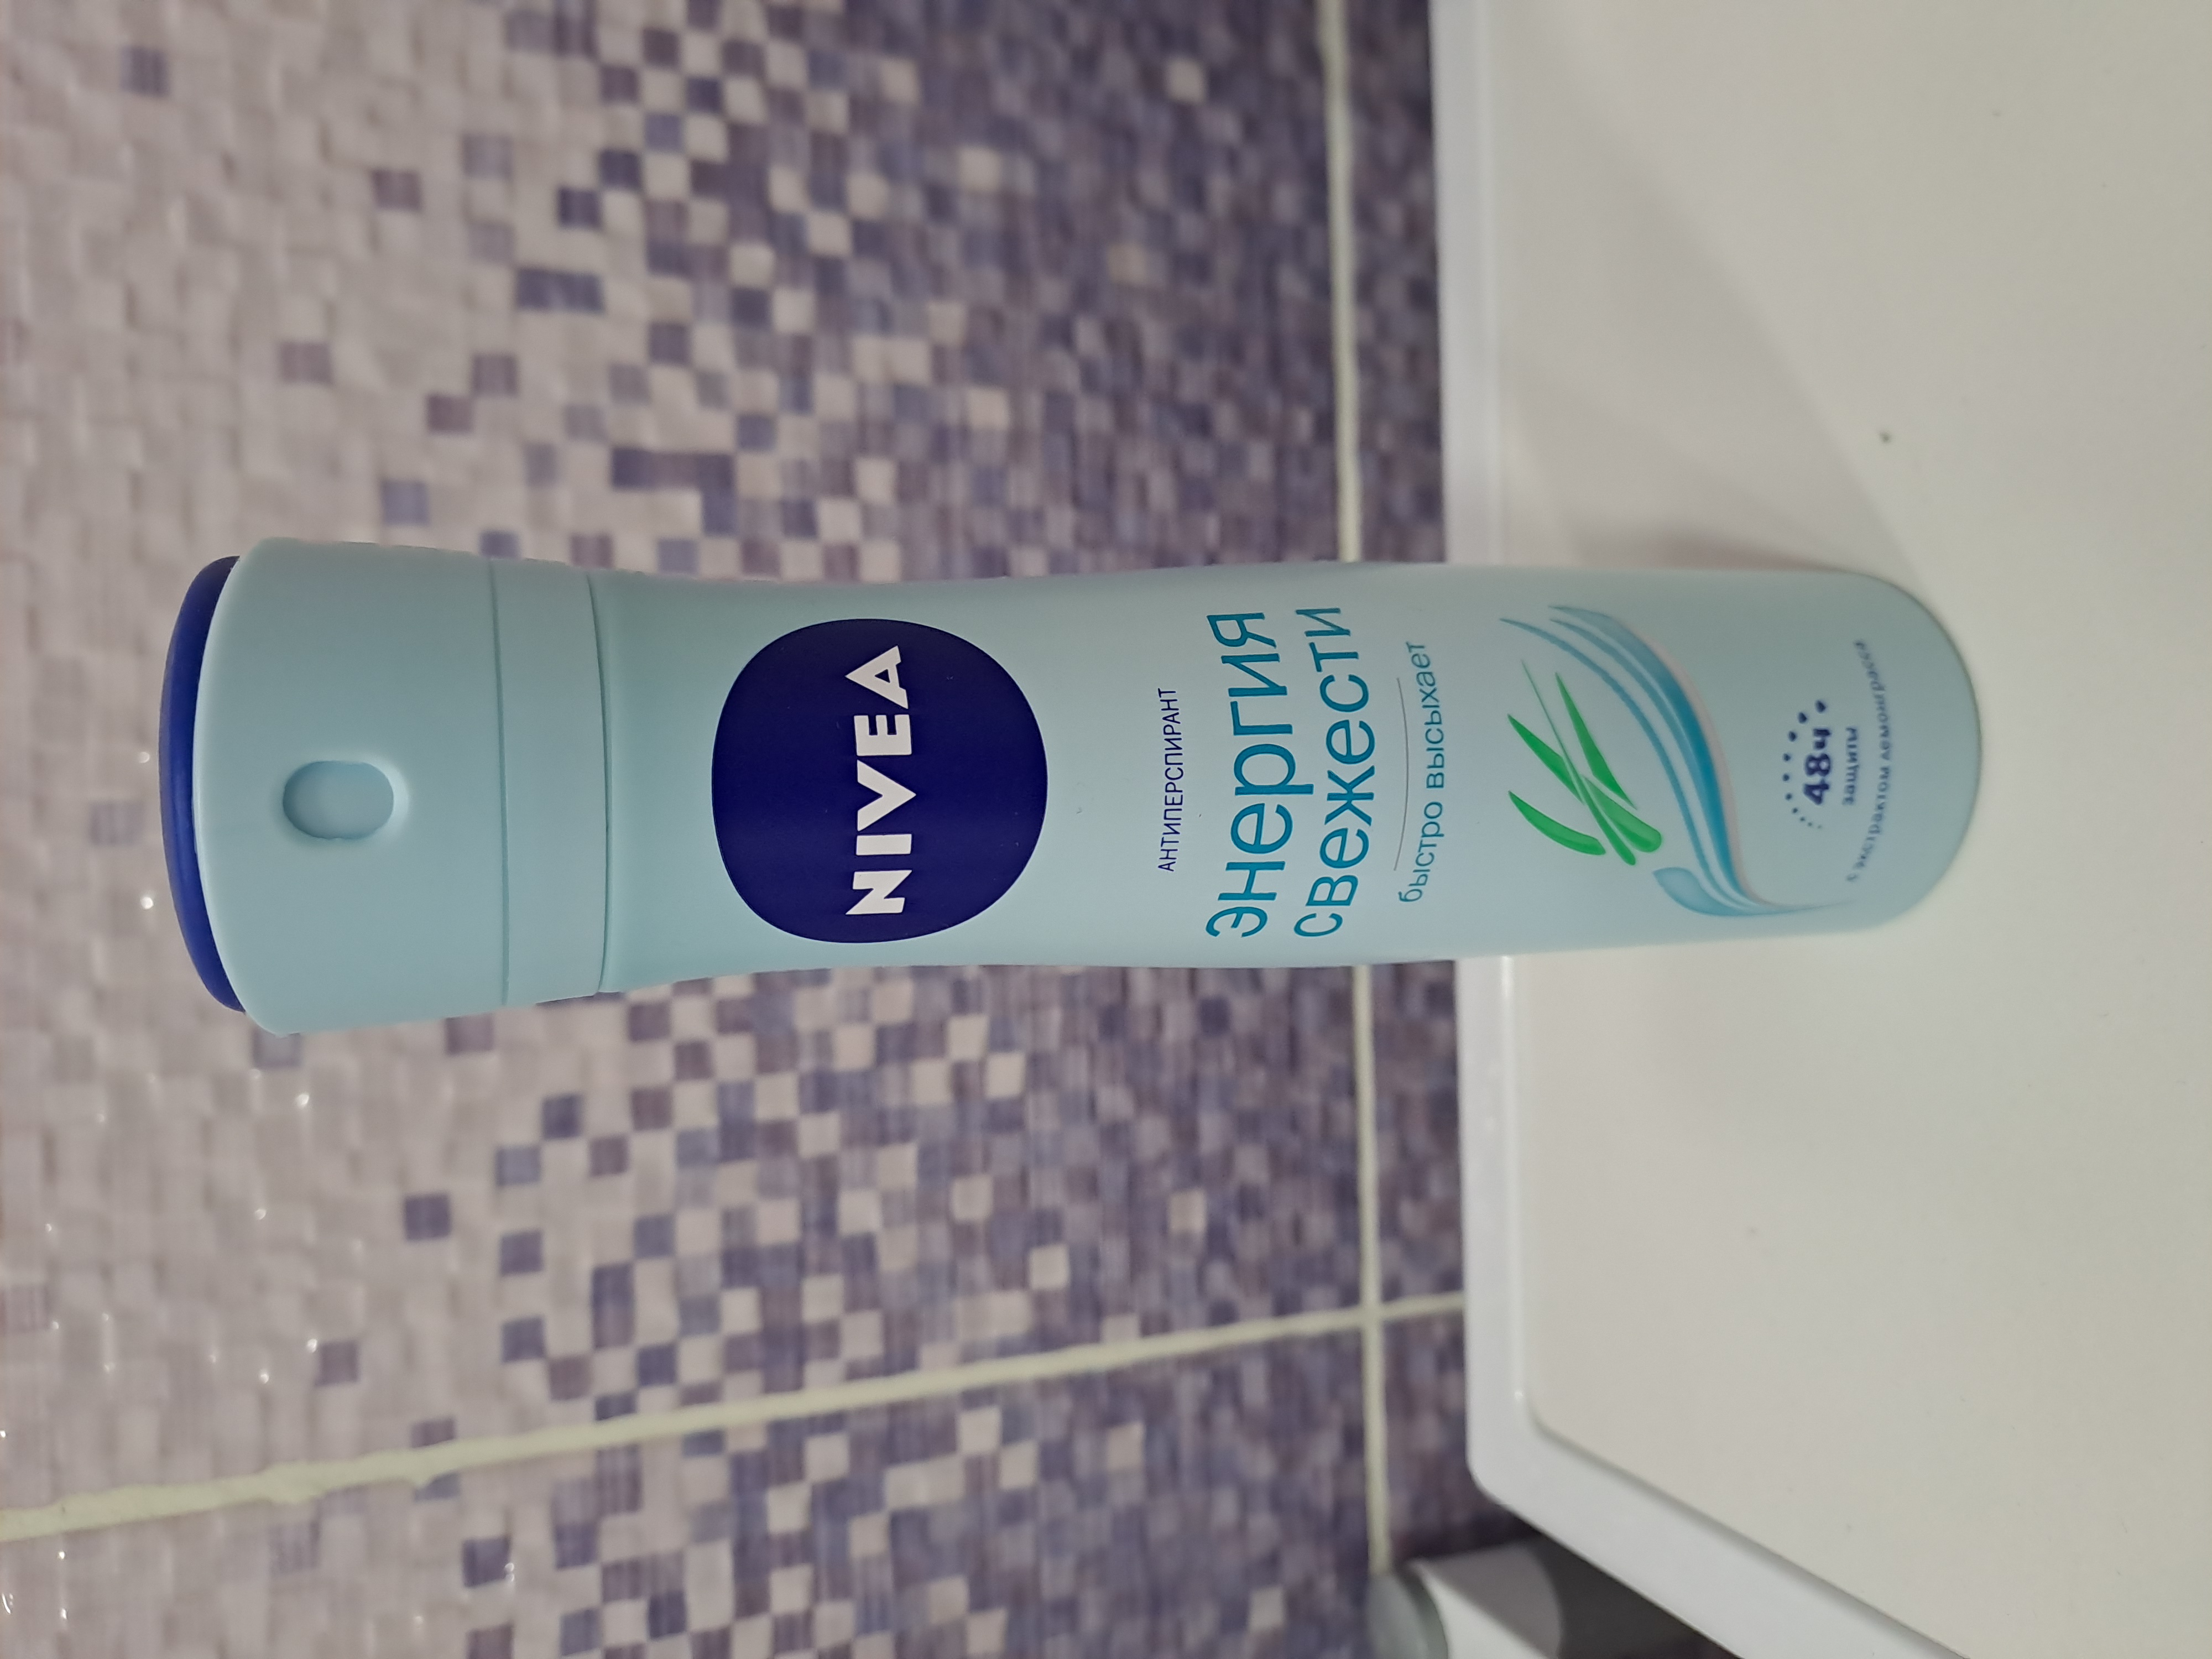 NIVEA
АНТИПЕРСПИРАНТ
энергия
свежести
быстро высыхает
48ч
защиты
с экстрактом лемонграсса